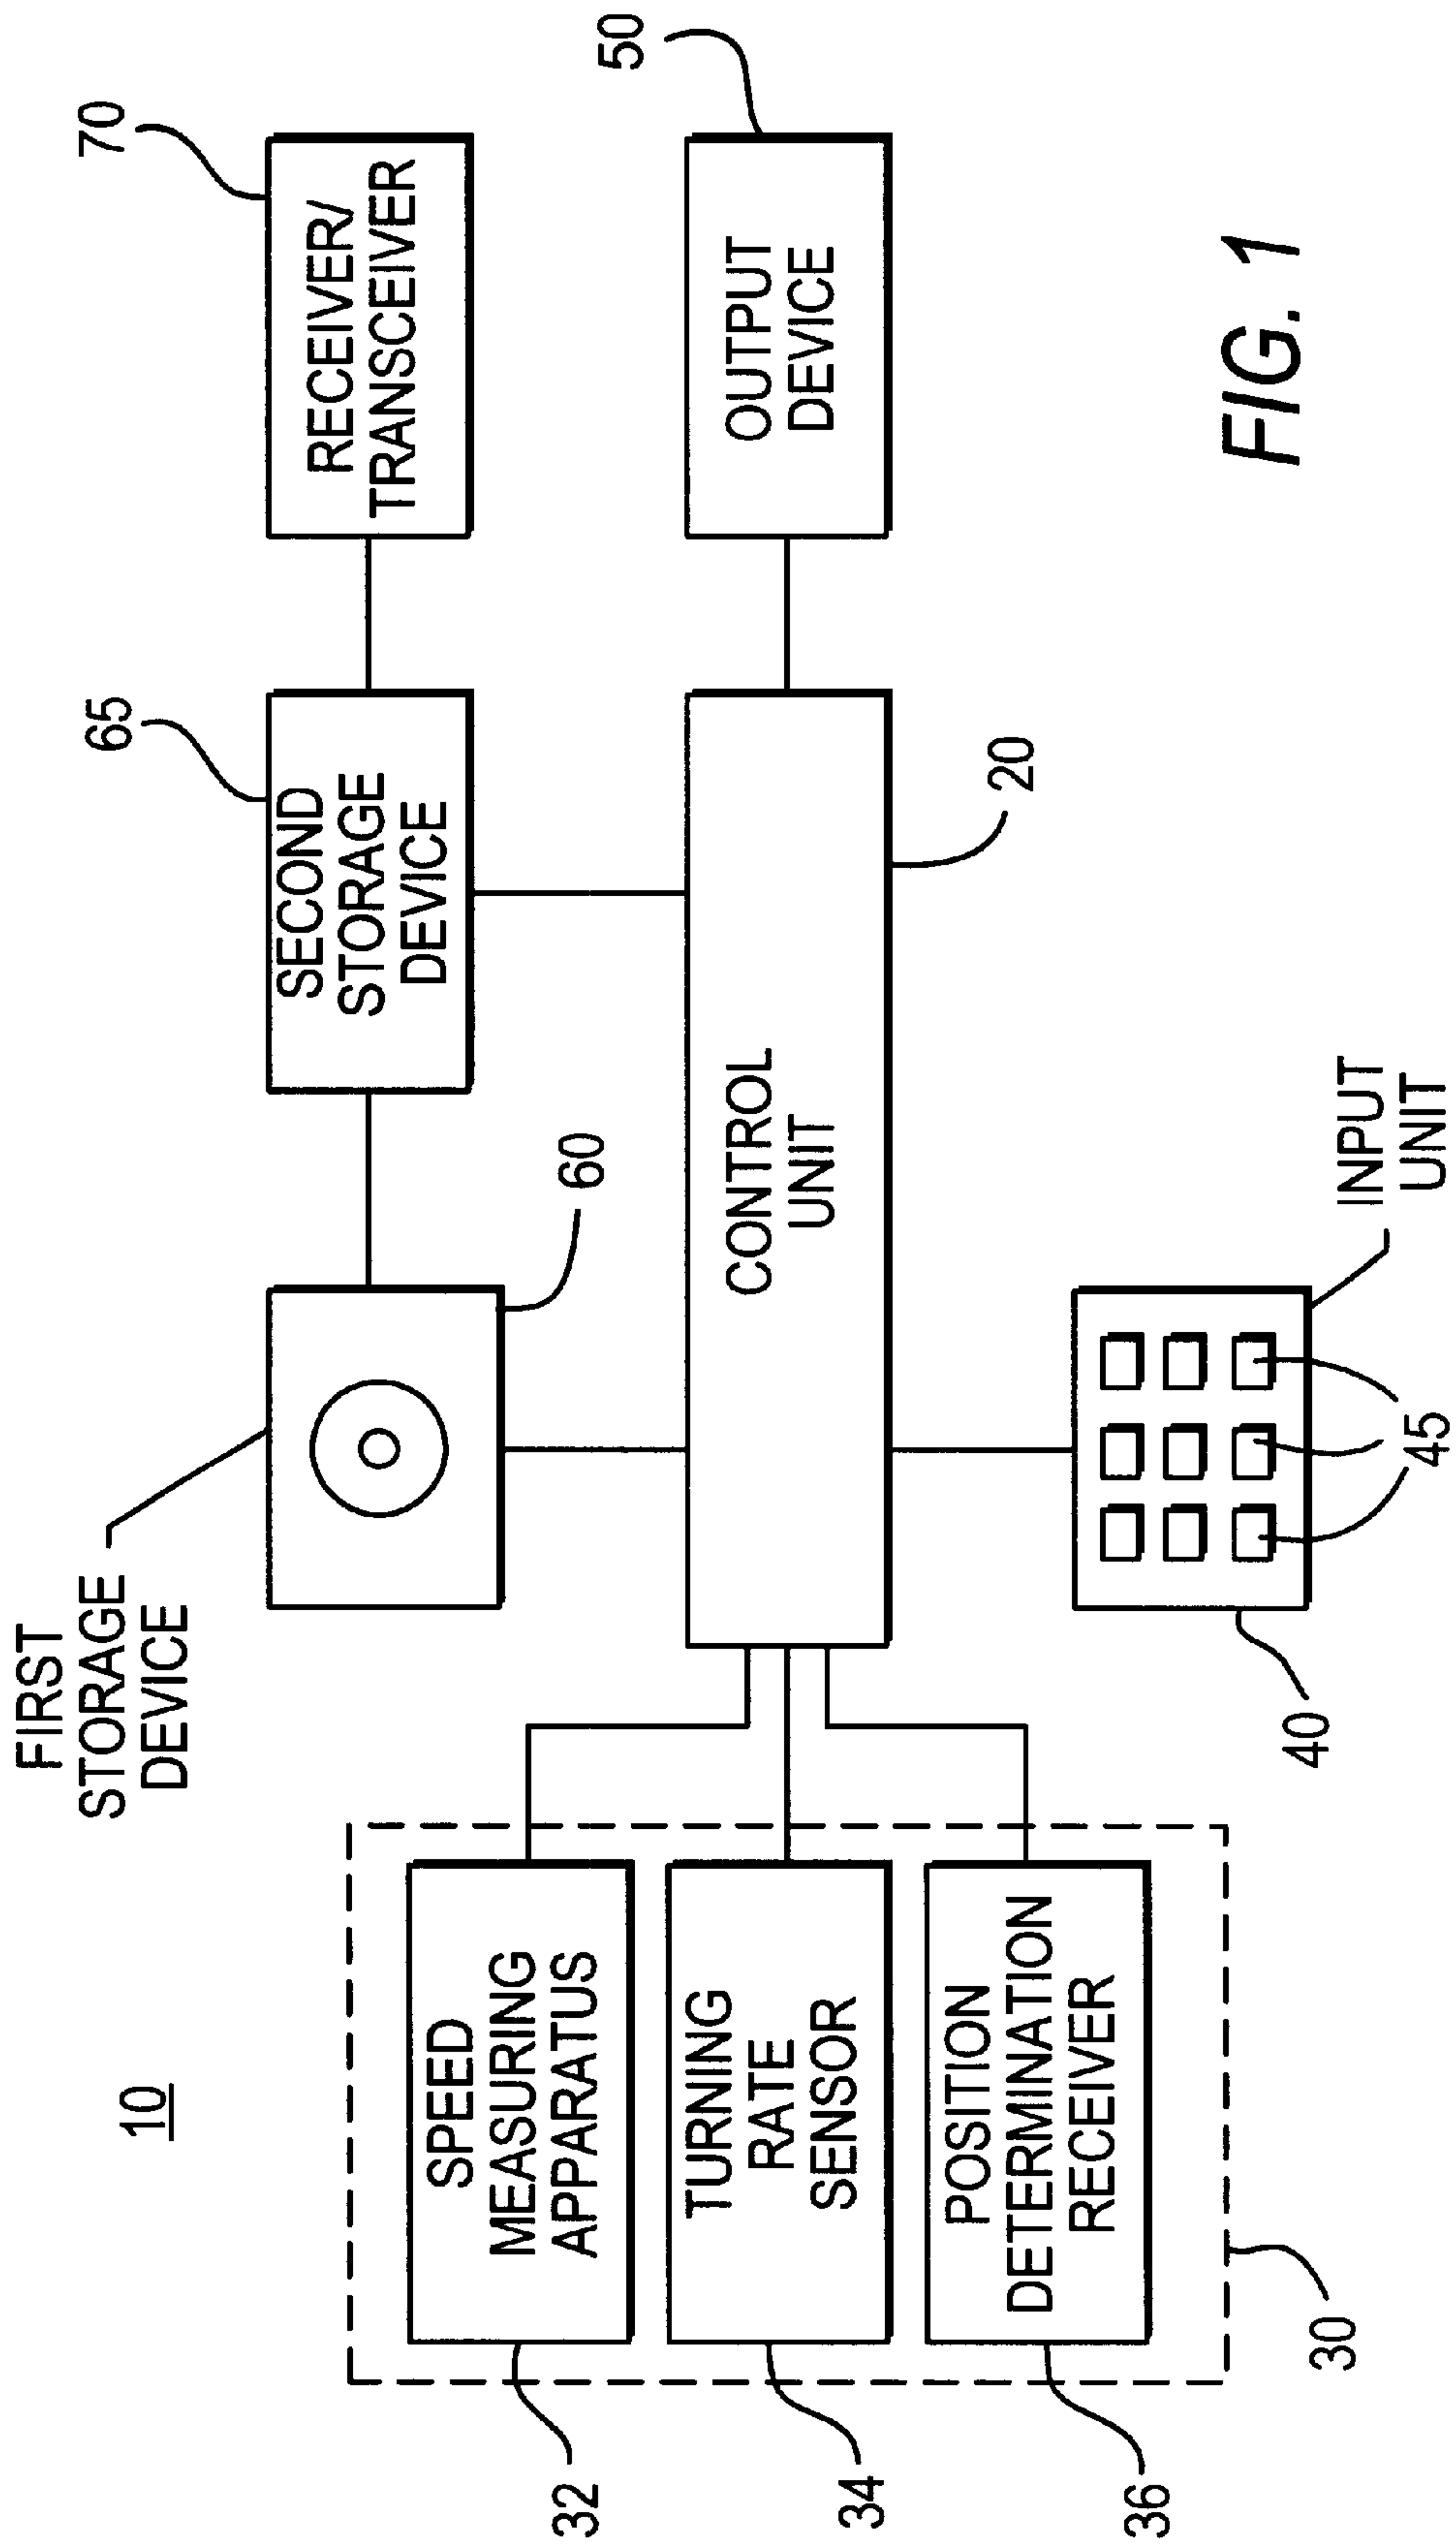 10
FIRST
STORAGE
DEVICE
60
65
SECOND
STORAGE
DEVICE
70
RECEIVER/
TRANSCEIVER
32
SPEED
MEASURING
APPARATUS
34
TURNING
RATE
SENSOR
36
POSITION
DETERMINATION
RECEIVER
30
CONTROL
UNIT
20
OUTPUT
DEVICE
50
40
45
INPUT
UNIT
FIG. 1